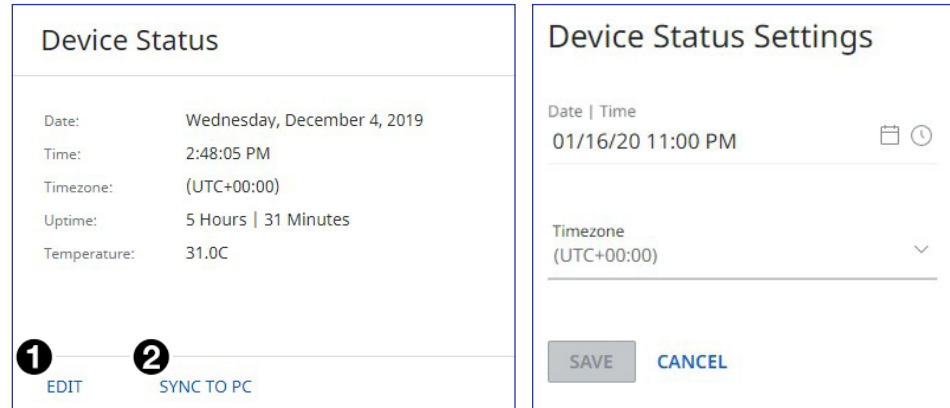 Device Status
Date: Wednesday, December 4, 2019
Time: 2:48:05 PM
Timezone: (UTC+00:00)
Uptime: 5 Hours | 31 Minutes
Temperature: 31.0C
1 2
EDIT SYNC TO PC
Device Status Settings
Date | Time
01/16/20 11:00 PM
Timezone
(UTC+00:00)
SAVE CANCEL